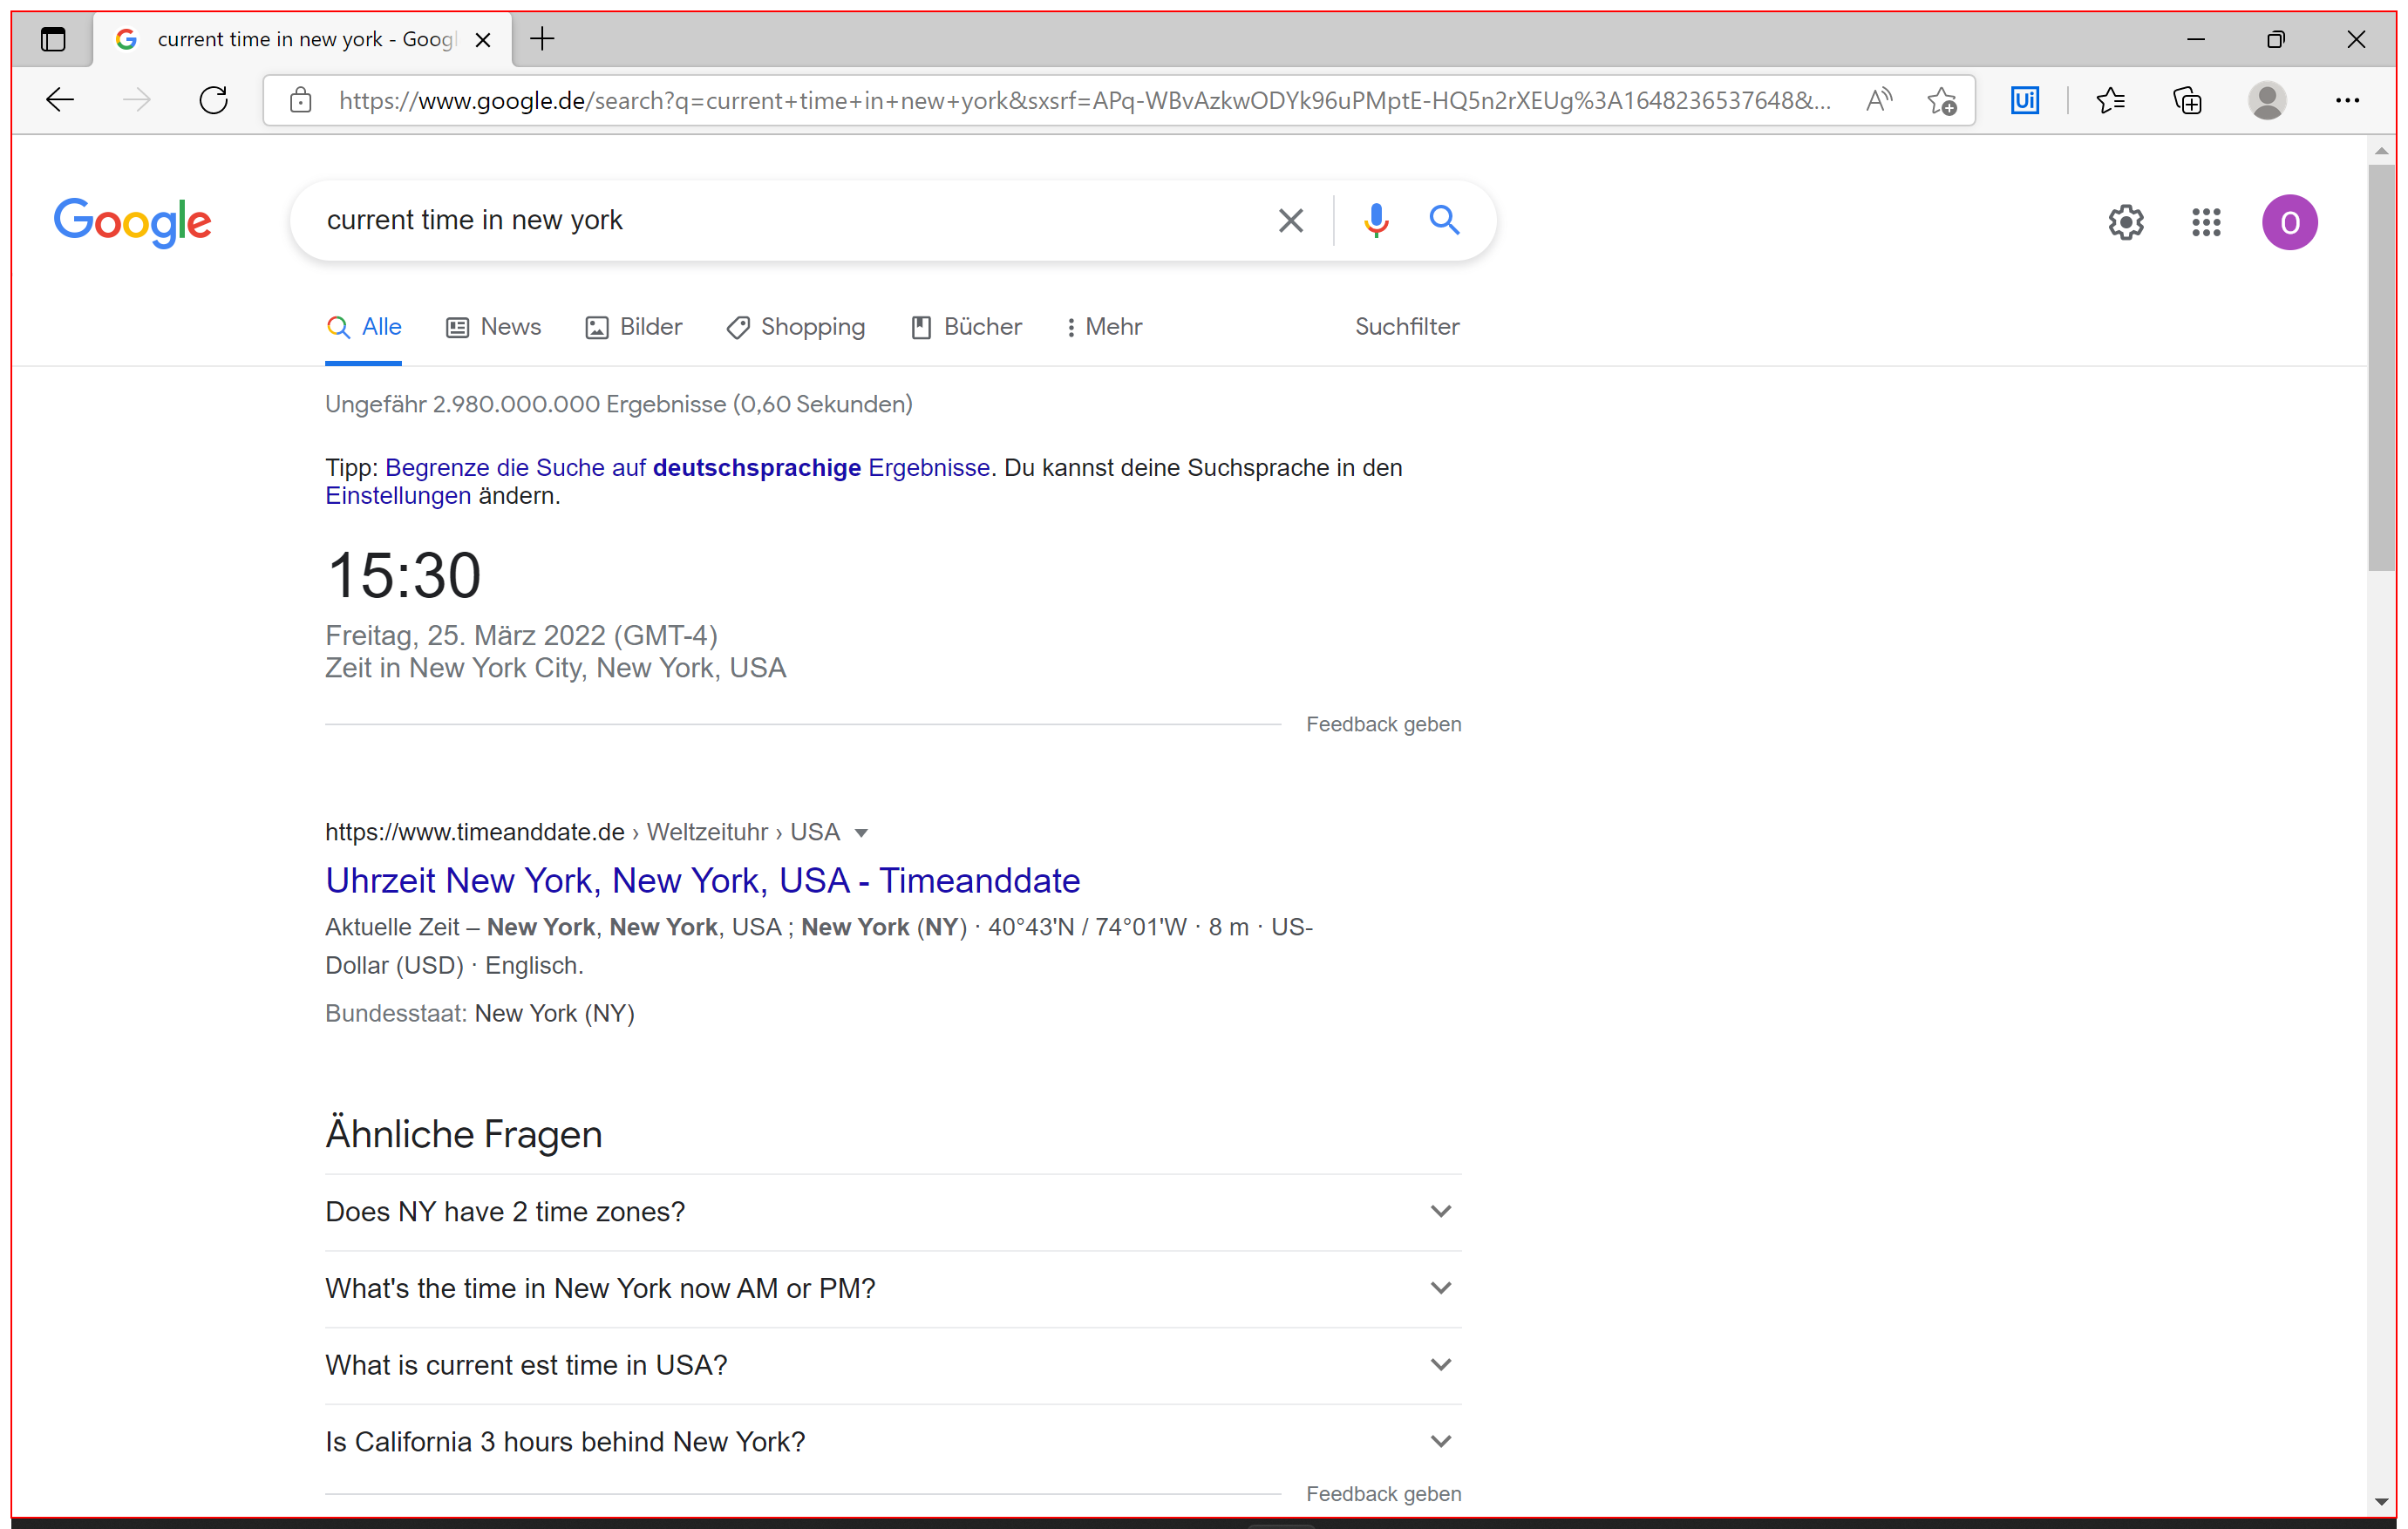 current time in new york - Googl
https://www.google.de/search?q=current+time+in+new+york&sxsrf=APq-WBvAzkwODYk96uPMptE-HQ5n2rXEUg%3A1648236537648&...
Ui
Google
current time in new york
O
Alle News Bilder Shopping Bücher Mehr Suchfilter
Ungefähr 2.980.000.000 Ergebnisse (0,60 Sekunden)
Tipp: Begrenze die Suche auf deutschsprachige Ergebnisse. Du kannst deine Suchsprache in den
Einstellungen ändern.
15:30
Freitag, 25. März 2022 (GMT-4)
Zeit in New York City, New York, USA
Feedback geben
https://www.timeanddate.de › Weltzeituhr › USA
Uhrzeit New York, New York, USA - Timeanddate
Aktuelle Zeit – New York, New York, USA ; New York (NY) · 40°43'N / 74°01'W · 8 m · US-
Dollar (USD) · Englisch.
Bundesstaat: New York (NY)
Ähnliche Fragen
Does NY have 2 time zones?
What's the time in New York now AM or PM?
What is current est time in USA?
Is California 3 hours behind New York?
Feedback geben